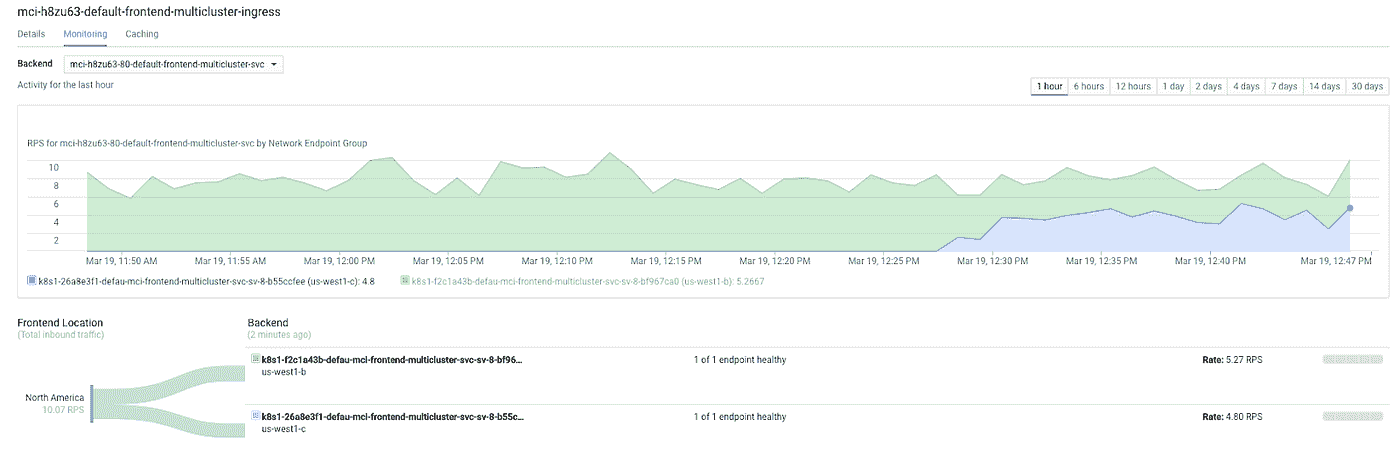 mci-h8zu63-default-frontend-multicluster-ingress
Details Monitoring Caching
Backend mci-h8zu63-80-default-frontend-multicluster-svc
Activity for the last hour
1 hour 6 hours 12 hours 1 day 2 days 4 days 7 days 14 days 30 days
RPS for mci-h8zu63-80-default-frontend-multicluster-svc by Network Endpoint Group
10
8
6
4
2
Mar 19, 11:50 AM Mar 19, 11:55 AM Mar 19, 12:00 PM Mar 19, 12:05 PM Mar 19, 12:10 PM Mar 19, 12:15 PM Mar 19, 12:20 PM Mar 19, 12:25 PM Mar 19, 12:30 PM Mar 19, 12:35 PM Mar 19, 12:40 PM Mar 19, 12:47 PM
k8s1-26a8e3f1-defau-mci-frontend-multicluster-svc-sv-8-b55ccfee (us-west1-c): 4.8 k8s1-f2c1a43b-defau-mci-frontend-multicluster-svc-sv-8-bf967ca0 (us-west1-b): 5.2667
Frontend Location Backend
(Total inbound traffic) (2 minutes ago)
k8s1-f2c1a43b-defau-mci-frontend-multicluster-svc-sv-8-bf96... 1 of 1 endpoint healthy Rate: 5.27 RPS
us-west1-b
North America
10.07 RPS
k8s1-26a8e3f1-defau-mci-frontend-multicluster-svc-sv-8-b55c... 1 of 1 endpoint healthy Rate: 4.80 RPS
us-west1-c